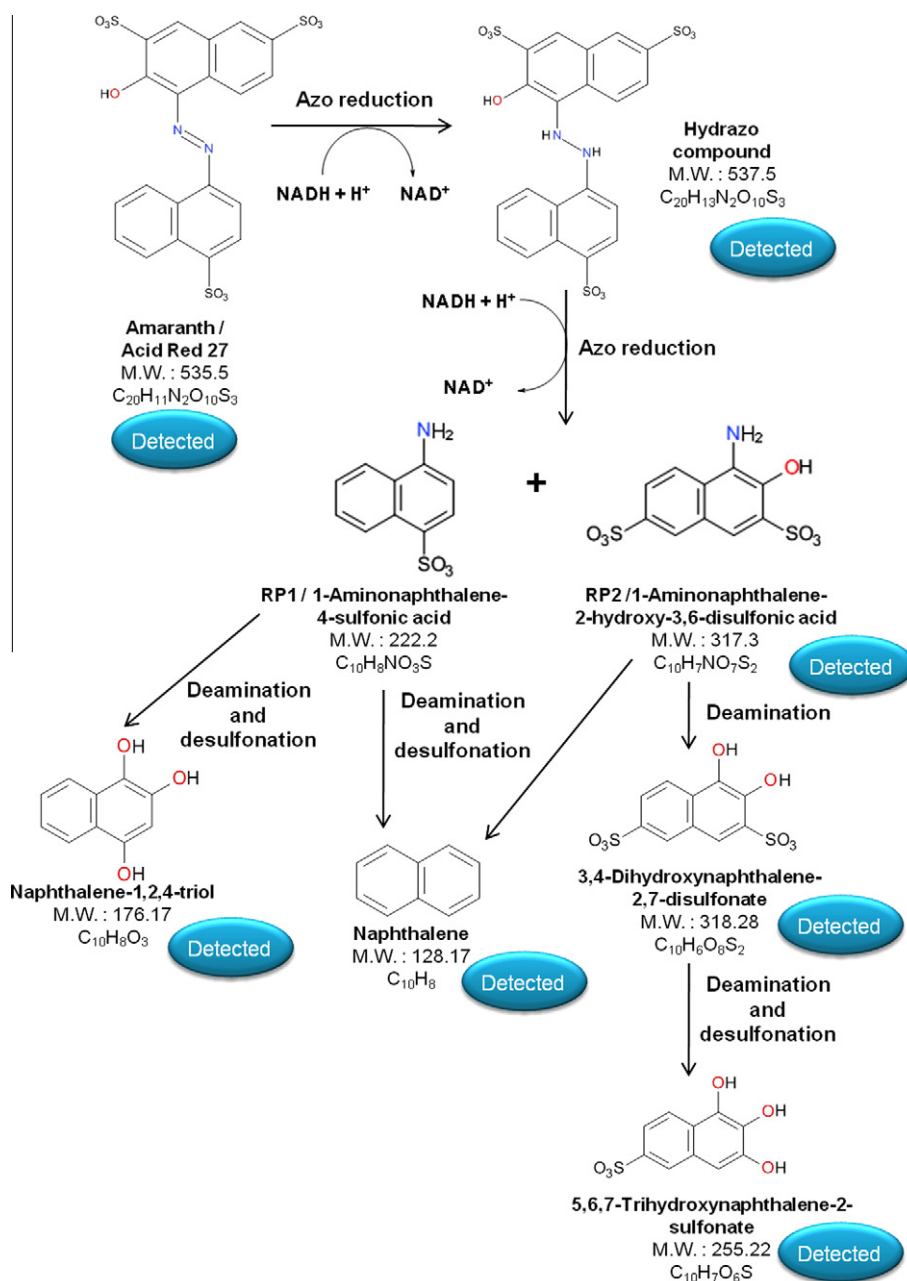 SO₃
SO₃
HO
N
N
SO₃
Amaranth /
Acid Red 27
M.W. : 535.5
C₂₀H₁₁N₂O₁₀S₃
Detected
Azo reduction
NADH + H⁺ NAD⁺
SO₃
SO₃
HO
HN
NH
SO₃
Hydrazo
compound
M.W. : 537.5
C₂₀H₁₃N₂O₁₀S₃
Detected
NADH + H⁺
Azo reduction
NAD⁺
NH₂
SO₃
+
NH₂
OH
O₃S
SO₃
RP1 / 1-Aminonaphthalene-
4-sulfonic acid
M.W. : 222.2
C₁₀H₈NO₃S
RP2 /1-Aminonaphthalene-
2-hydroxy-3,6-disulfonic acid
M.W. : 317.3
C₁₀H₇NO₇S₂
Detected
Deamination
and
desulfonation
Deamination
and
desulfonation
Deamination
OH
OH
OH
Naphthalene-1,2,4-triol
M.W. : 176.17
C₁₀H₈O₃
Detected
Naphthalene
M.W. : 128.17
C₁₀H₈
Detected
OH
OH
O₃S
SO₃
3,4-Dihydroxynaphthalene-
2,7-disulfonate
M.W. : 318.28
C₁₀H₆O₈S₂
Detected
Deamination
and
desulfonation
OH
OH
O₃S
OH
5,6,7-Trihydroxynaphthalene-2-
sulfonate
M.W. : 255.22
C₁₀H₇O₆S
Detected